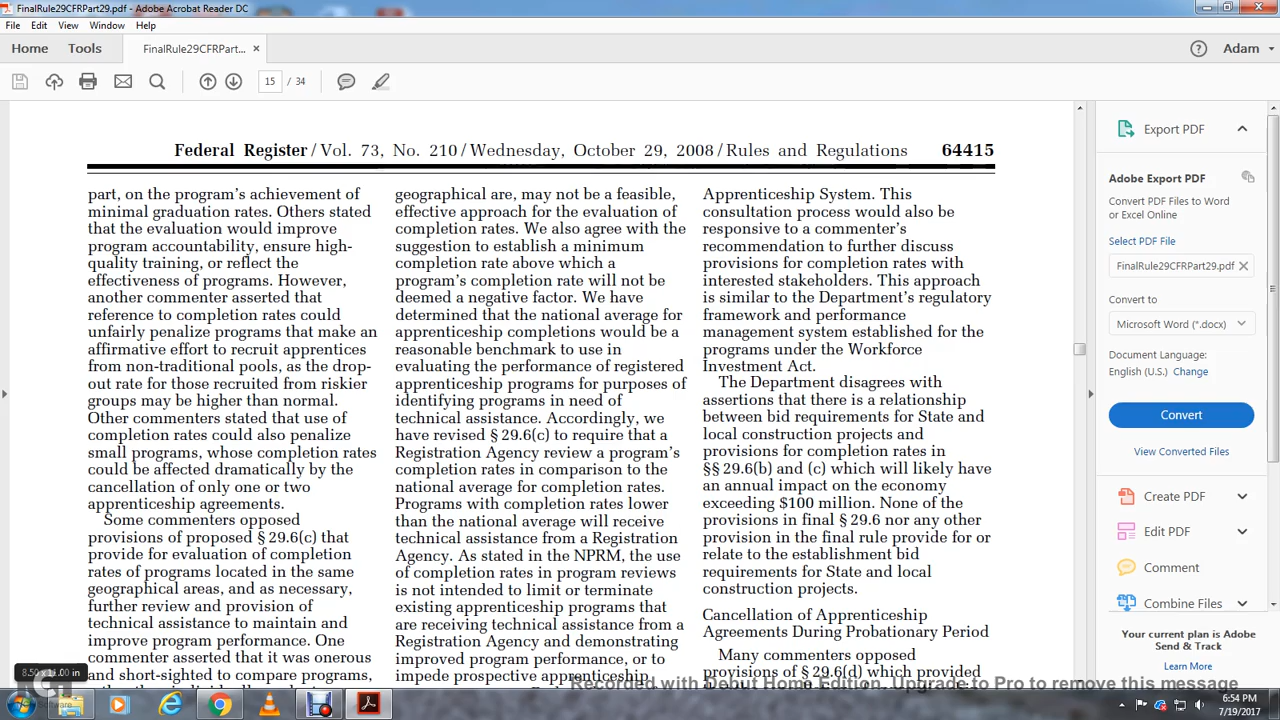 FinalRule29CFRPart29.pdf - Adobe Acrobat Reader DC
File Edit View Window Help
Home Tools FinalRule29CFRPart... × Adam
15 / 34
Federal Register / Vol. 73, No. 210 / Wednesday, October 29, 2008 / Rules and Regulations 64415
part, on the program's achievement of
minimal graduation rates. Others stated
that the evaluation would improve
program accountability, ensure high-
quality training, or reflect the
effectiveness of programs. However,
another commenter asserted that
reference to completion rates could
unfairly penalize programs that make an
affirmative effort to recruit apprentices
from non-traditional pools, as the drop-
out rate for those recruited from riskier
groups may be higher than normal.
Other commenters stated that use of
completion rates could also penalize
small programs, whose completion rates
could be affected dramatically by the
cancellation of only one or two
apprenticeship agreements.
Some commenters opposed
provisions of proposed § 29.6(c) that
provide for evaluation of completion
rates of programs located in the same
geographical areas, and as necessary,
further review and provision of
technical assistance to maintain and
improve program performance. One
commenter asserted that it was onerous
and short-sighted to compare programs,
geographical are, may not be a feasible,
effective approach for the evaluation of
completion rates. We also agree with the
suggestion to establish a minimum
completion rate above which a
program's completion rate will not be
deemed a negative factor. We have
determined that the national average for
apprenticeship completions would be a
reasonable benchmark to use in
evaluating the performance of registered
apprenticeship programs for purposes of
identifying programs in need of
technical assistance. Accordingly, we
have revised § 29.6(c) to require that a
Registration Agency review a program's
completion rates in comparison to the
national average for completion rates.
Programs with completion rates lower
than the national average will receive
technical assistance from a Registration
Agency. As stated in the NPRM, the use
of completion rates in program reviews
is not intended to limit or terminate
existing apprenticeship programs that
are receiving technical assistance from a
Registration Agency and demonstrating
improved program performance, or to
impede prospective apprenticeship
Apprenticeship System. This
consultation process would also be
responsive to a commenter's
recommendation to further discuss
provisions for completion rates with
interested stakeholders. This approach
is similar to the Department's regulatory
framework and performance
management system established for the
programs under the Workforce
Investment Act.
The Department disagrees with
assertions that there is a relationship
between bid requirements for State and
local construction projects and
provisions for completion rates in
§§ 29.6(b) and (c) which will likely have
an annual impact on the economy
exceeding $100 million. None of the
provisions in final § 29.6 nor any other
provision in the final rule provide for or
relate to the establishment bid
requirements for State and local
construction projects.
Cancellation of Apprenticeship
Agreements During Probationary Period
Many commenters opposed
provisions of § 29.6(d) which provided
Export PDF
Adobe Export PDF
Convert PDF Files to Word
or Excel Online
Select PDF File
FinalRule29CFRPart29.pdf
Convert to
Microsoft Word (*.docx)
Document Language:
English (U.S.) Change
Convert
View Converted Files
Create PDF
Edit PDF
Comment
Combine Files
Your current plan is Adobe
Send & Track
Learn More
8.50 x 11.00 in
Recorded with Debut Home Edition. Upgrade to Pro to remove this message
6:54 PM
7/19/2017